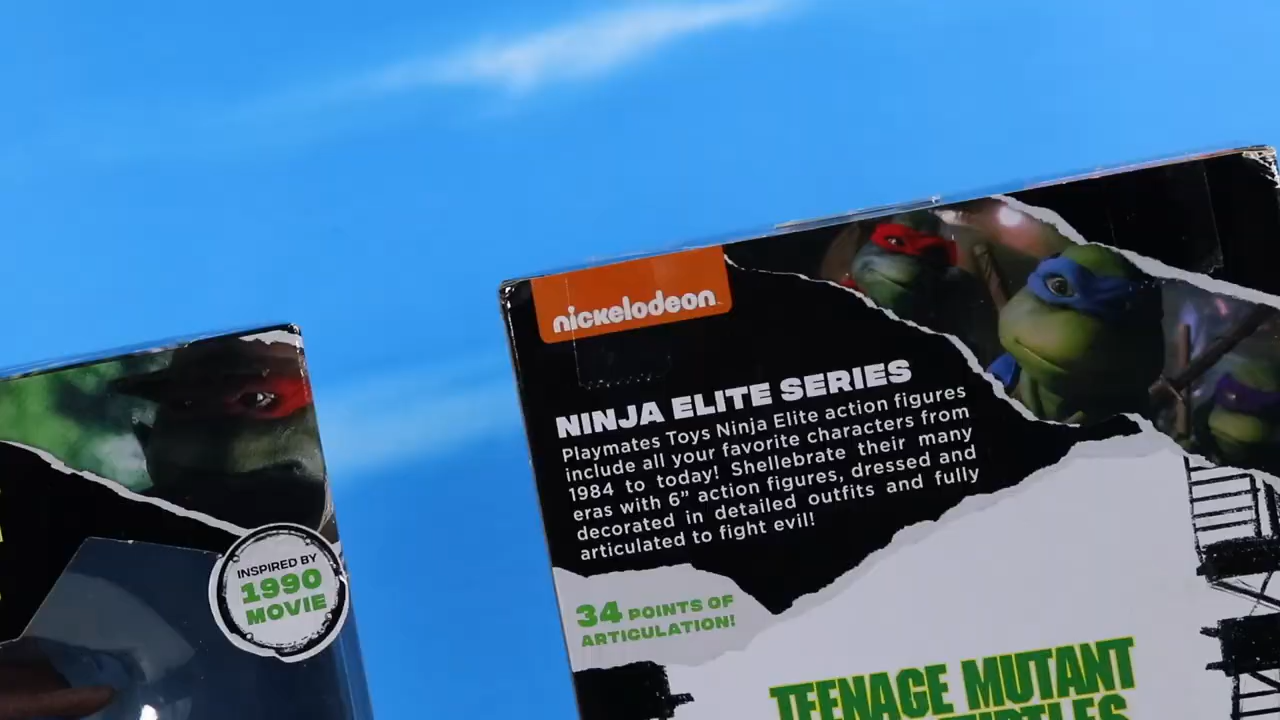 nickelodeon
NINJA ELITE SERIES
Playmates Toys Ninja Elite action figures
include all your favorite characters from
1984 to today! Shellebrate their many
eras with 6" action figures, dressed and
decorated in detailed outfits and fully
articulated to fight evil!
34 POINTS OF
ARTICULATION!
TEENAGE MUTANT
INSPIRED BY
1990
MOVIE